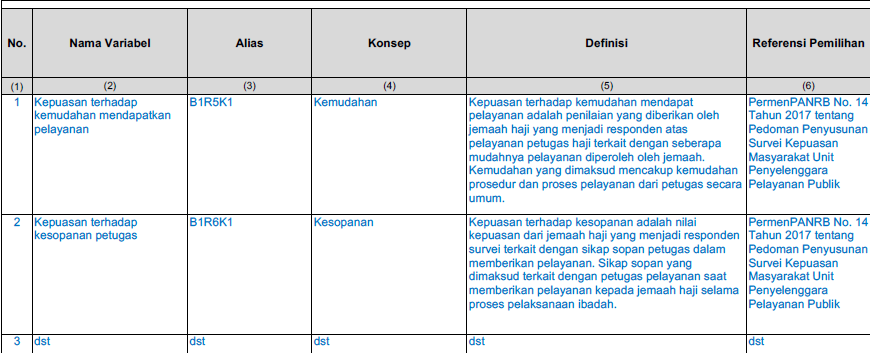 No.
Nama Variabel
Alias
Konsep
Definisi
Referensi Pemilihan
(1)
(2)
(3)
(4)
(5)
(6)
1
Kepuasan terhadap
kemudahan mendapatkan
pelayanan
B1R5K1
Kemudahan
Kepuasan terhadap kemudahan mendapat
pelayanan adalah penilaian yang diberikan oleh
jemaah haji yang menjadi responden atas
pelayanan petugas haji terkait dengan seberapa
mudahnya pelayanan diperoleh oleh jemaah.
Kemudahan yang dimaksud mencakup kemudahan
prosedur dan proses pelayanan dari petugas secara
umum.
PermenPANRB No. 14
Tahun 2017 tentang
Pedoman Penyusunan
Survei Kepuasan
Masyarakat Unit
Penyelenggara
Pelayanan Publik
2
Kepuasan terhadap
kesopanan petugas
B1R6K1
Kesopanan
Kepuasan terhadap kesopanan adalah nilai
kepuasan dari jemaah haji yang menjadi responden
survei terkait dengan sikap sopan petugas dalam
memberikan pelayanan. Sikap sopan yang
dimaksud terkait dengan petugas pelayanan saat
memberikan pelayanan kepada jemaah haji selama
proses pelaksanaan ibadah.
PermenPANRB No. 14
Tahun 2017 tentang
Pedoman Penyusunan
Survei Kepuasan
Masyarakat Unit
Penyelenggara
Pelayanan Publik
3
dst
dst
dst
dst
dst